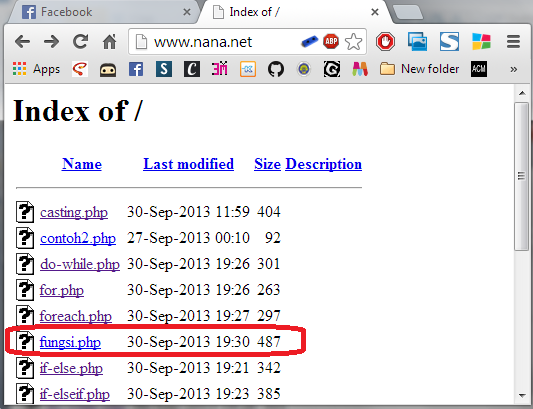 Facebook
Index of /
www.nana.net
ABP
Apps
New folder
ACM
»
Index of /
Name Last modified Size Description
casting.php 30-Sep-2013 11:59 404
contoh2.php 27-Sep-2013 00:10 92
do-while.php 30-Sep-2013 19:26 301
for.php 30-Sep-2013 19:26 263
foreach.php 30-Sep-2013 19:27 297
fungsi.php 30-Sep-2013 19:30 487
if-else.php 30-Sep-2013 19:21 342
if-elseif.php 30-Sep-2013 19:23 385